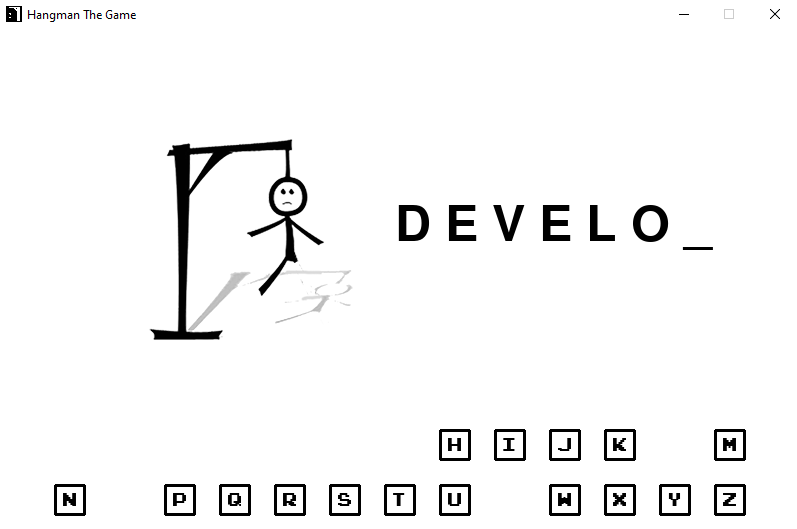 Hangman The Game
D E V E L O _
H I J K M
N P Q R S T U W X Y Z